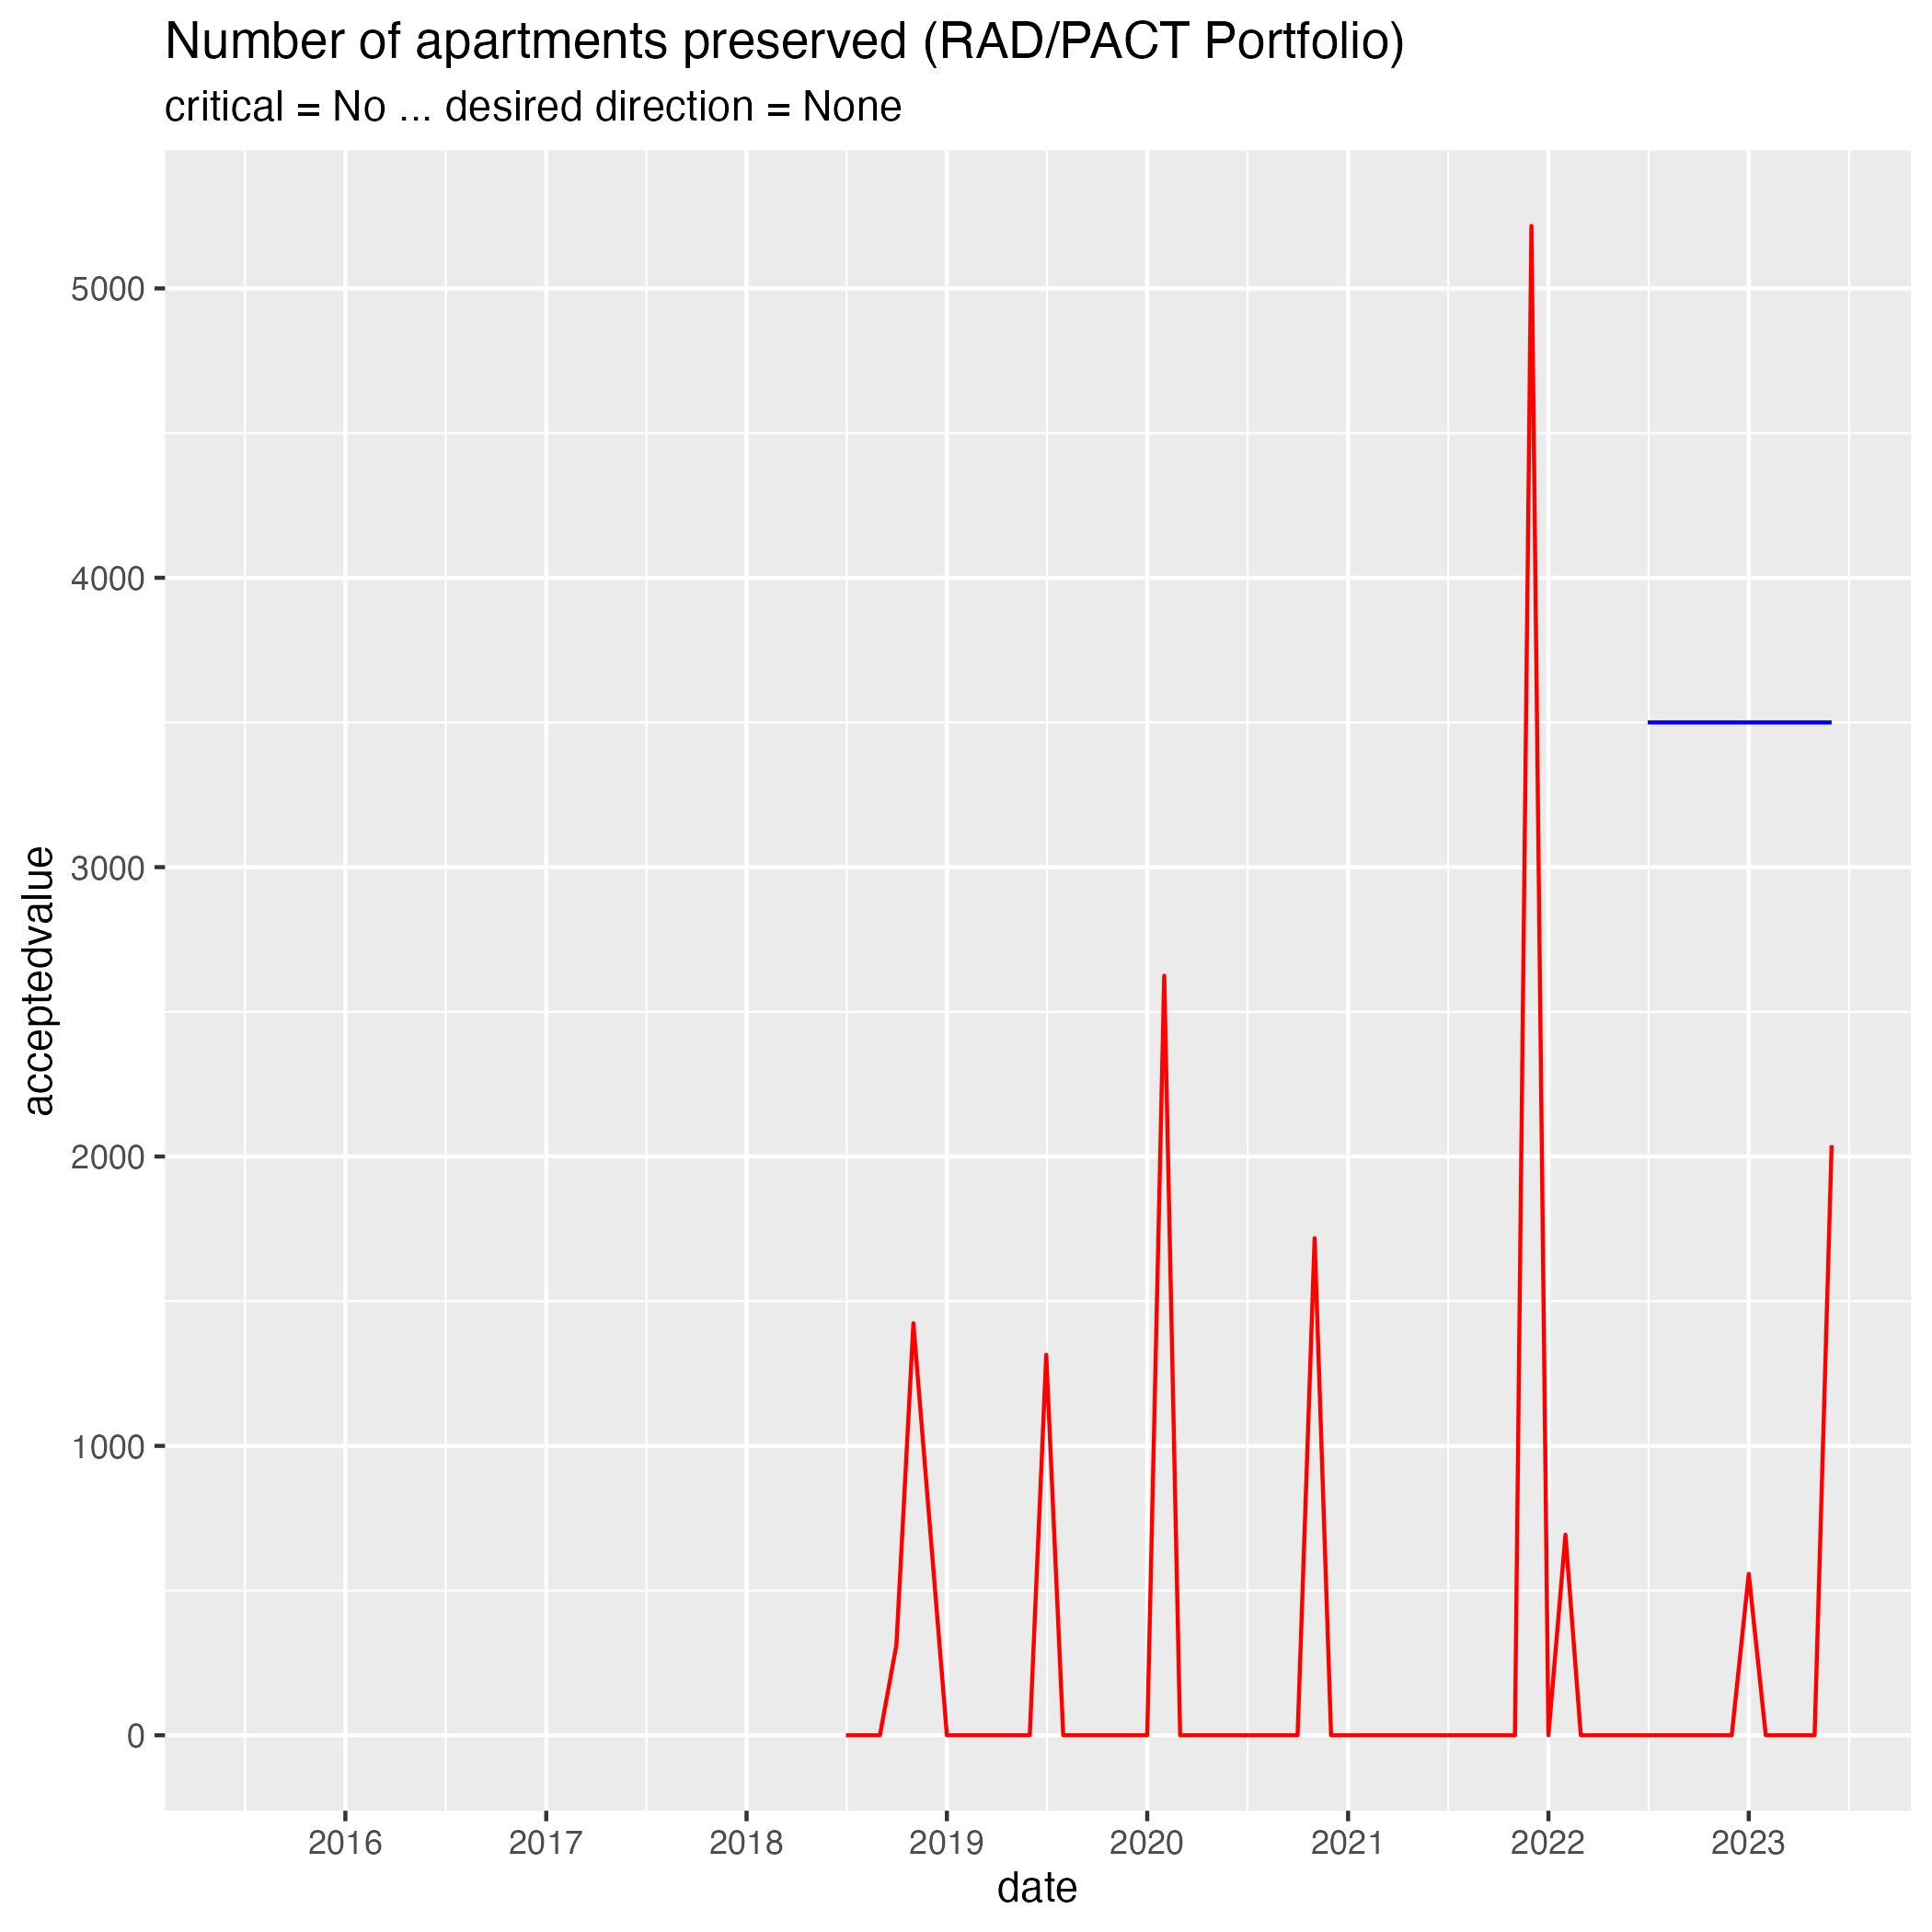 Number of apartments preserved (RAD/PACT Portfolio)
critical = No ... desired direction = None
acceptedvalue
5000
4000
3000
2000
1000
0
2016 2017 2018 2019 2020 2021 2022 2023
date